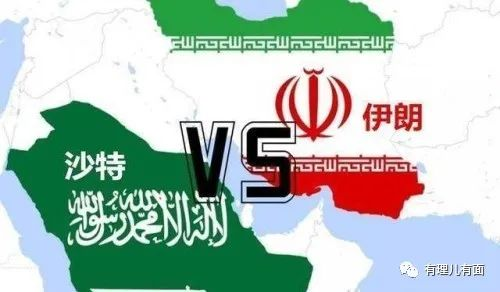 伊朗
VS
沙特
لا إله إلا الله محمد رسول الله
有理儿有面